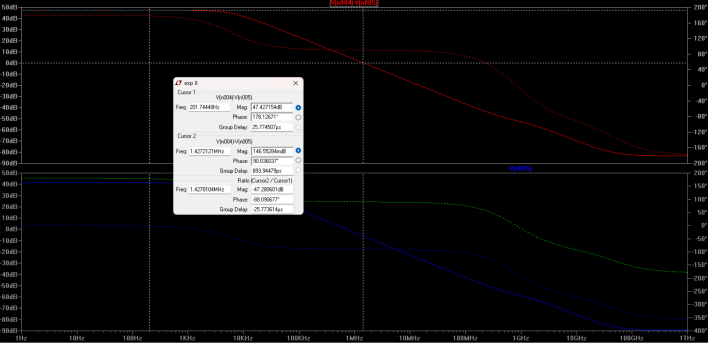 V(n004)-V(n005)
50dB 200°
40dB 160°
30dB 120°
20dB 80°
10dB 40°
0dB 0°
-10dB -40°
-20dB -80°
-30dB -120°
-40dB -160°
-50dB -200°
-60dB
-70dB
-80dB
-90dB
exp 8
Cursor 1
V(n004)-V(n005)
Freq: 201.74448Hz Mag: 47.427154dB
Phase: 178.12671°
Group Delay: 25.774507µs
Cursor 2
V(n004)-V(n005)
Freq: 1.4272121MHz Mag: 146.55284mdB
Phase: 90.036037°
Group Delay: 893.94479ps
Ratio (Cursor2 / Cursor1)
Freq: 1.4270104MHz Mag: -47.280601dB
Phase: -88.090677°
Group Delay: -25.773614µs
50dB 200°
40dB 150°
30dB 100°
20dB 50°
10dB 0°
0dB -50°
-10dB -100°
-20dB -150°
-30dB -200°
-40dB -250°
-50dB -300°
-60dB -350°
-70dB -400°
-80dB
-90dB
1Hz 10Hz 100Hz 1KHz 10KHz 100KHz 1MHz 10MHz 100MHz 1GHz 10GHz 100GHz 1THz